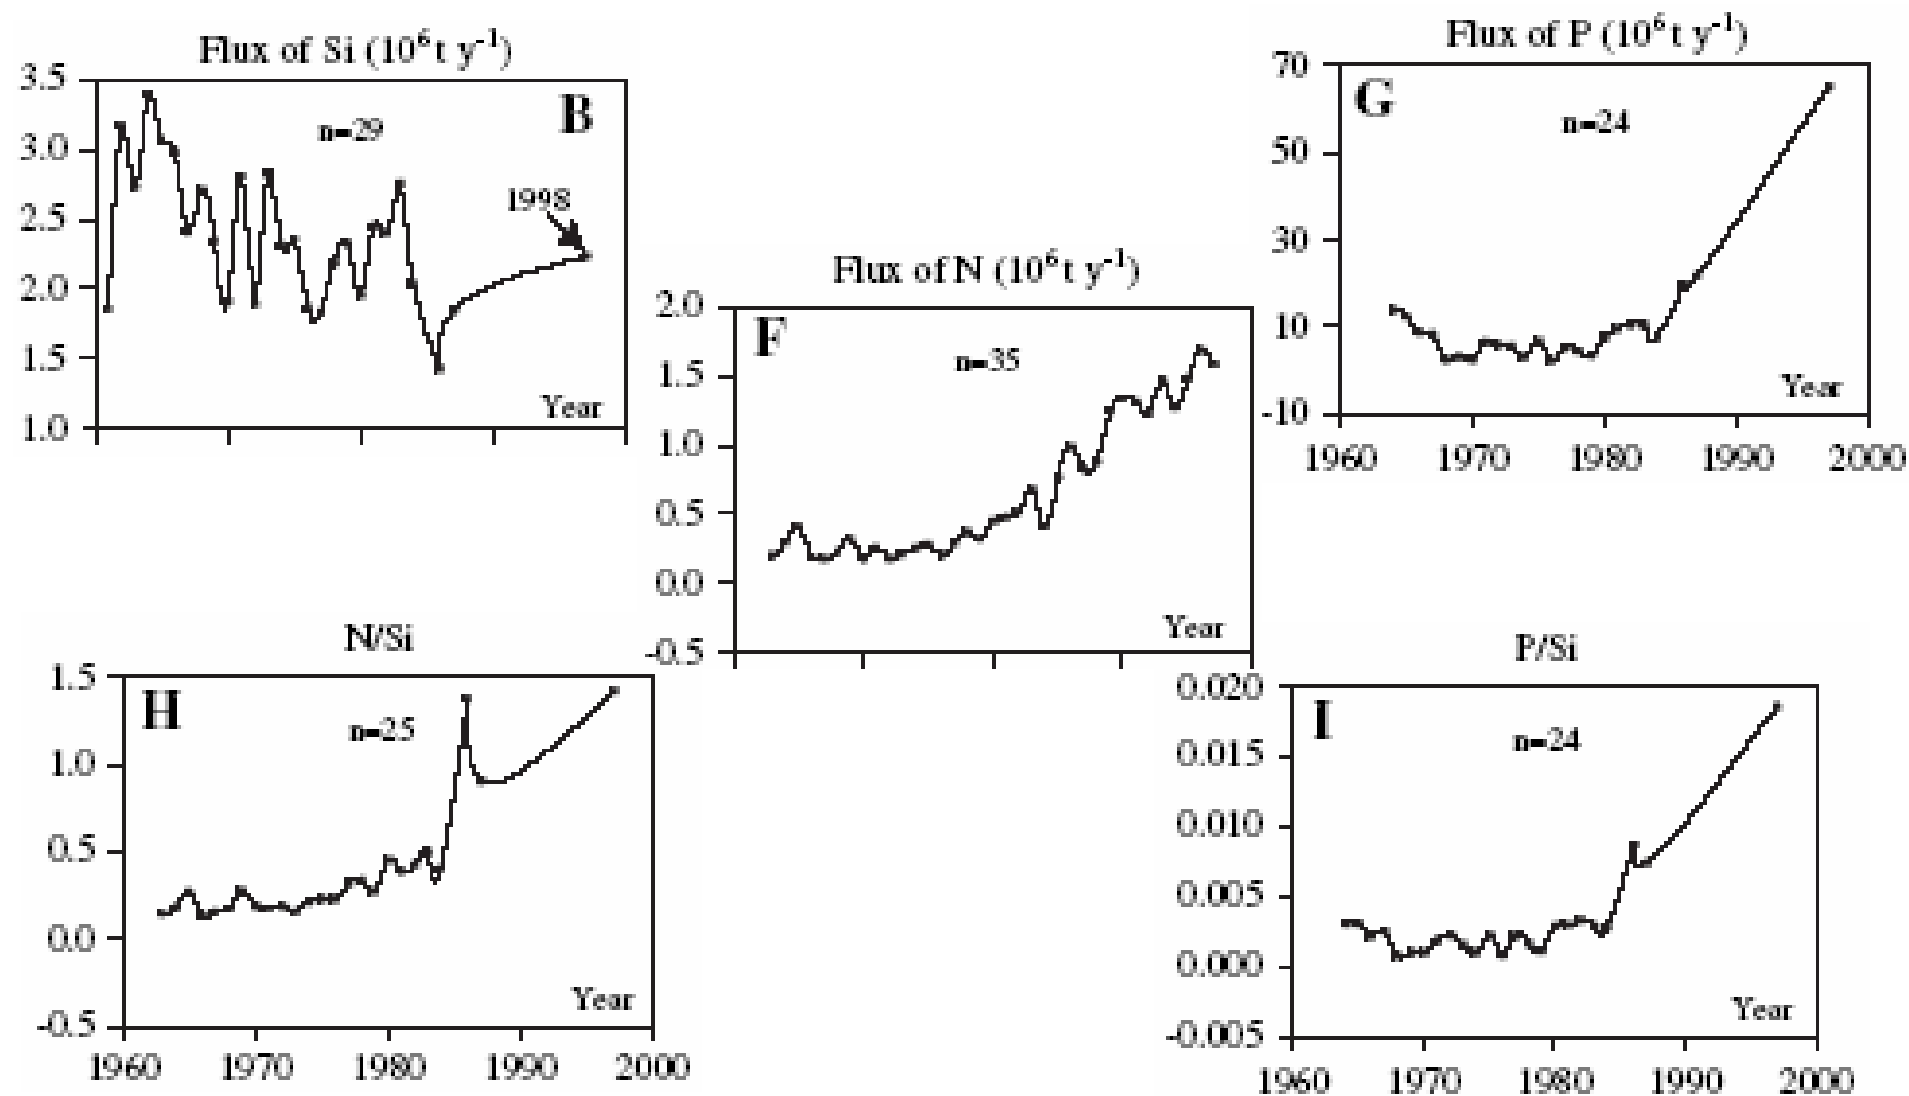 Flux of Si (10⁶t y⁻¹)
3.5
3.0
2.5
2.0
1.5
1.0
B
n=29
1998
Year
Flux of N (10⁶t y⁻¹)
2.0
1.5
1.0
0.5
0.0
-0.5
F
n=35
Year
Flux of P (10⁶t y⁻¹)
70
50
30
10
-10
G
n=24
Year
1960 1970 1980 1990 2000
N/Si
1.5
1.0
0.5
0.0
-0.5
H
n=25
Year
1960 1970 1980 1990 2000
P/Si
0.020
0.015
0.010
0.005
0.000
-0.005
I
n=24
Year
1960 1970 1980 1990 2000